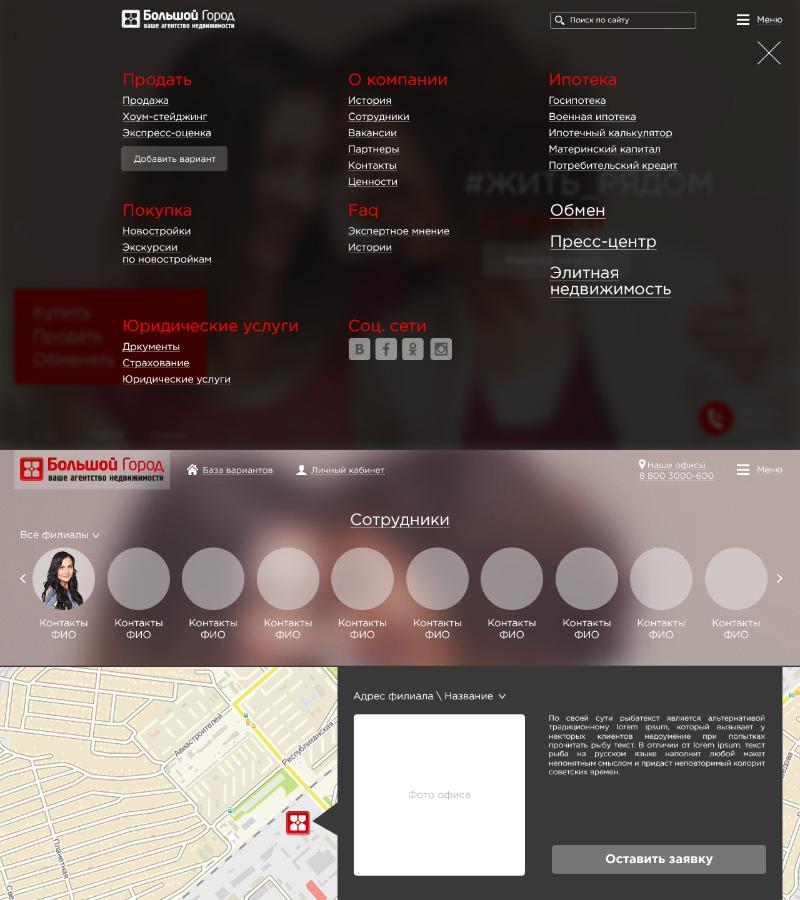 Большой Город
ваше агентство недвижимости
Поиск по сайту
Меню
Продать
Продажа
Хоум-стейджинг
Экспресс-оценка
Добавить вариант
О компании
История
Сотрудники
Вакансии
Партнеры
Контакты
Ценности
Ипотека
Госипотека
Военная ипотека
Ипотечный калькулятор
Материнский капитал
Потребительский кредит
#ЖИТЬ_РЯДОМ
Покупка
Новостройки
Экскурсии
по новостройкам
Faq
Экспертное мнение
Истории
Обмен
Пресс-центр
Элитная
недвижимость
Купить
Продать
Обменять
Юридические услуги
Дркументы
Страхование
Юридические услуги
Соц. сети
Большой Город
ваше агентство недвижимости
База вариантов
Личный кабинет
Наши офисы
8 800 3000-600
Меню
Сотрудники
Все филиалы
Контакты
ФИО
Контакты
ФИО
Контакты
ФИО
Контакты
ФИО
Контакты
ФИО
Контакты
ФИО
Контакты
ФИО
Контакты
ФИО
Контакты
ФИО
Контакты
ФИО
Авиастроителей
Республиканская
Планетная
Адрес филиала \ Название
Фото офиса
По своей сути рыбатекст является альтернативой
традиционному lorem ipsum, который вызывает у
некторых клиентов недоумение при попытках
прочитать рыбу текст. В отличии от lorem ipsum, текст
рыба на русском языке наполнит любой макет
непонятным смыслом и придаст неповторимый колорит
советских времен.
Оставить заявку